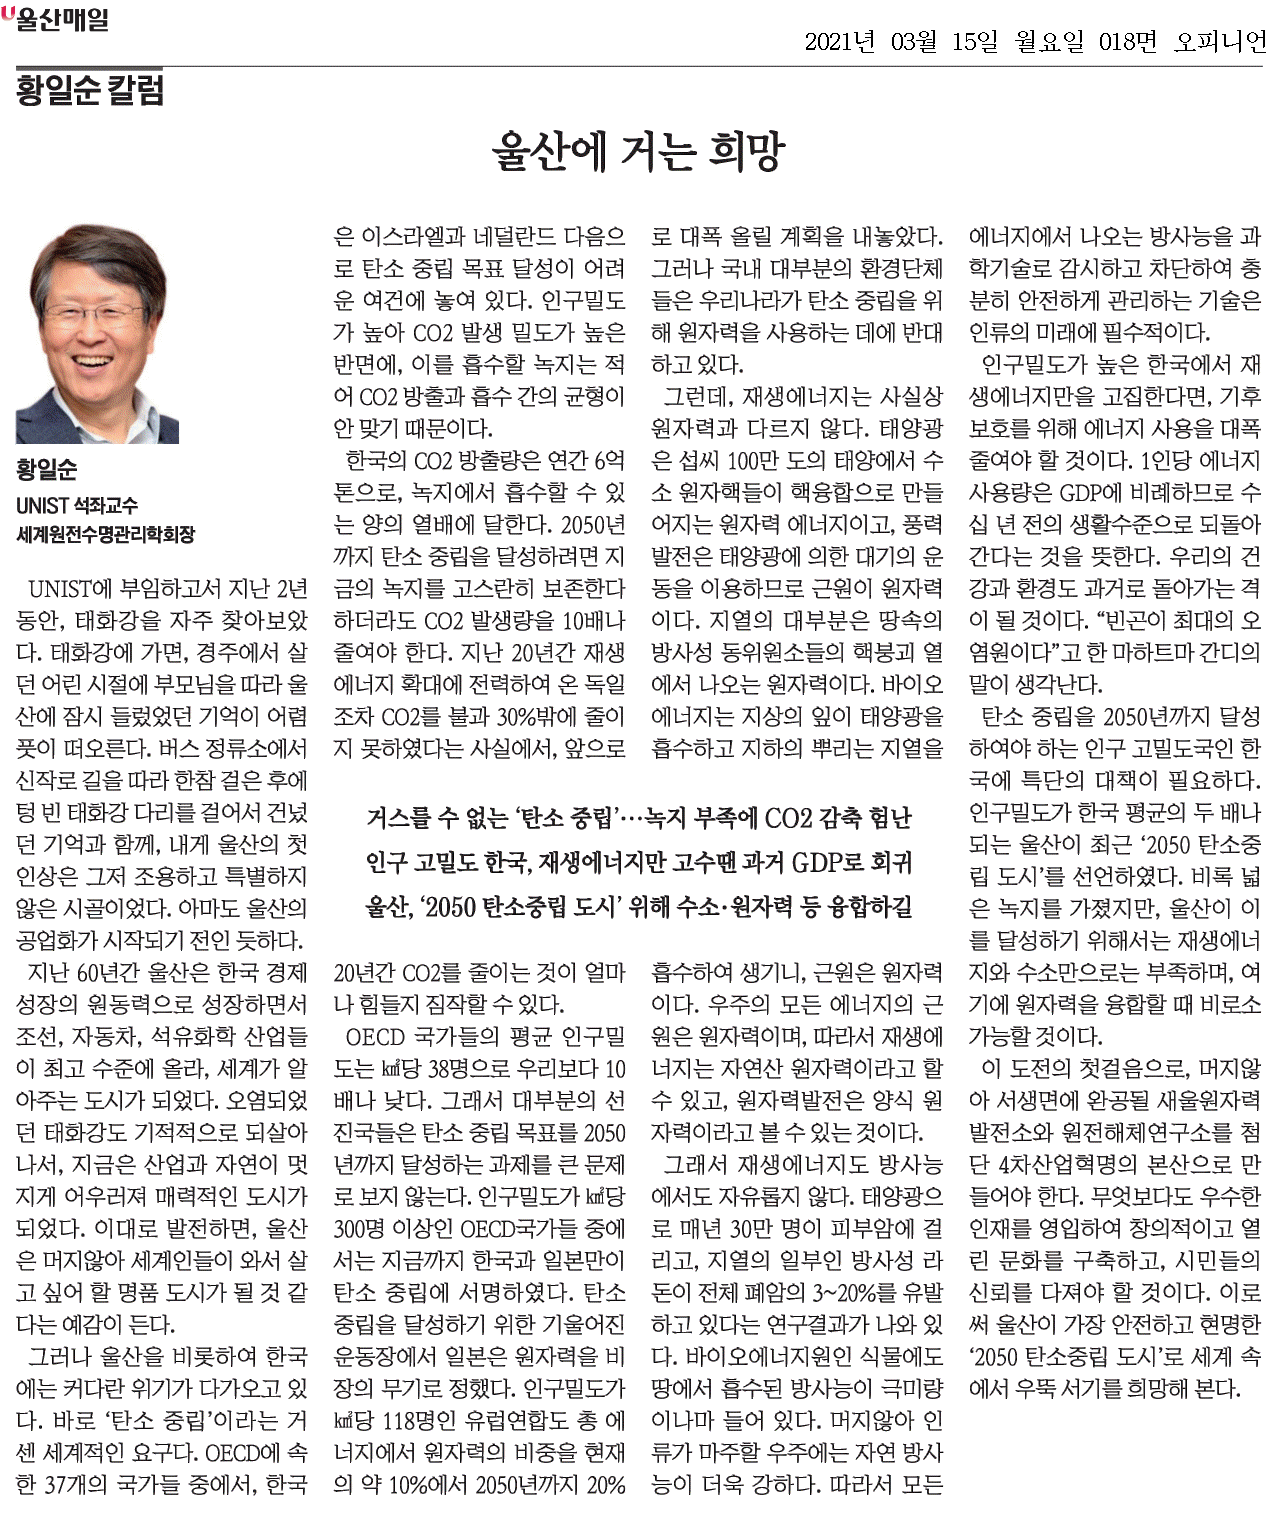 울산매일
2021년 03월 15일 월요일 018면 오피니언
황일순 칼럼
울산에 거는 희망
황일순
UNIST 석좌교수
세계원전수명관리학회장
UNIST에 부임하고서 지난 2년
동안, 태화강을 자주 찾아보았
다. 태화강에 가면, 경주에서 살
던 어린 시절에 부모님을 따라 울
산에 잠시 들렀었던 기억이 어렴
풋이 떠오른다. 버스 정류소에서
신작로 길을 따라 한참 걸은 후에
텅 빈 태화강 다리를 걸어서 건넜
던 기억과 함께, 내게 울산의 첫
인상은 그저 조용하고 특별하지
않은 시골이었다. 아마도 울산의
공업화가 시작되기 전인 듯하다.
지난 60년간 울산은 한국 경제
성장의 원동력으로 성장하면서
조선, 자동차, 석유화학 산업들
이 최고 수준에 올라, 세계가 알
아주는 도시가 되었다. 오염되었
던 태화강도 기적적으로 되살아
나서, 지금은 산업과 자연이 멋
지게 어우러져 매력적인 도시가
되었다. 이대로 발전하면, 울산
은 머지않아 세계인들이 와서 살
고 싶어 할 명품 도시가 될 것 같
다는 예감이 든다.
그러나 울산을 비롯하여 한국
에는 커다란 위기가 다가오고 있
다. 바로 ‘탄소 중립’이라는 거
센 세계적인 요구다. OECD에 속
한 37개의 국가들 중에서, 한국
은 이스라엘과 네덜란드 다음으
로 탄소 중립 목표 달성이 어려
운 여건에 놓여 있다. 인구밀도
가 높아 CO2 발생 밀도가 높은
반면에, 이를 흡수할 녹지는 적
어 CO2 방출과 흡수 간의 균형이
안 맞기 때문이다.
한국의 CO2 방출량은 연간 6억
톤으로, 녹지에서 흡수할 수 있
는 양의 열배에 달한다. 2050년
까지 탄소 중립을 달성하려면 지
금의 녹지를 고스란히 보존한다
하더라도 CO2 발생량을 10배나
줄여야 한다. 지난 20년간 재생
에너지 확대에 전력하여 온 독일
조차 CO2를 불과 30%밖에 줄이
지 못하였다는 사실에서, 앞으로
거스를 수 없는 ‘탄소 중립’…녹지 부족에 CO2 감축 험난
인구 고밀도 한국, 재생에너지만 고수땐 과거 GDP로 회귀
울산, ‘2050 탄소중립 도시’ 위해 수소·원자력 등 융합하길
20년간 CO2를 줄이는 것이 얼마
나 힘들지 짐작할 수 있다.
OECD 국가들의 평균 인구밀
도는 ㎢당 38명으로 우리보다 10
배나 낮다. 그래서 대부분의 선
진국들은 탄소 중립 목표를 2050
년까지 달성하는 과제를 큰 문제
로 보지 않는다. 인구밀도가 ㎢당
300명 이상인 OECD국가들 중에
서는 지금까지 한국과 일본만이
탄소 중립에 서명하였다. 탄소
중립을 달성하기 위한 기울어진
운동장에서 일본은 원자력을 비
장의 무기로 정했다. 인구밀도가
㎢당 118명인 유럽연합도 총 에
너지에서 원자력의 비중을 현재
의 약 10%에서 2050년까지 20%
로 대폭 올릴 계획을 내놓았다.
그러나 국내 대부분의 환경단체
들은 우리나라가 탄소 중립을 위
해 원자력을 사용하는 데에 반대
하고 있다.
그런데, 재생에너지는 사실상
원자력과 다르지 않다. 태양광
은 섭씨 100만 도의 태양에서 수
소 원자핵들이 핵융합으로 만들
어지는 원자력 에너지이고, 풍력
발전은 태양광에 의한 대기의 운
동을 이용하므로 근원이 원자력
이다. 지열의 대부분은 땅속의
방사성 동위원소들의 핵붕괴 열
에서 나오는 원자력이다. 바이오
에너지는 지상의 잎이 태양광을
흡수하고 지하의 뿌리는 지열을
흡수하여 생기니, 근원은 원자력
이다. 우주의 모든 에너지의 근
원은 원자력이며, 따라서 재생에
너지는 자연산 원자력이라고 할
수 있고, 원자력발전은 양식 원
자력이라고 볼 수 있는 것이다.
그래서 재생에너지도 방사능
에서도 자유롭지 않다. 태양광으
로 매년 30만 명이 피부암에 걸
리고, 지열의 일부인 방사성 라
돈이 전체 폐암의 3~20%를 유발
하고 있다는 연구결과가 나와 있
다. 바이오에너지원인 식물에도
땅에서 흡수된 방사능이 극미량
이나마 들어 있다. 머지않아 인
류가 마주할 우주에는 자연 방사
능이 더욱 강하다. 따라서 모든
에너지에서 나오는 방사능을 과
학기술로 감시하고 차단하여 충
분히 안전하게 관리하는 기술은
인류의 미래에 필수적이다.
인구밀도가 높은 한국에서 재
생에너지만을 고집한다면, 기후
보호를 위해 에너지 사용을 대폭
줄여야 할 것이다. 1인당 에너지
사용량은 GDP에 비례하므로 수
십 년 전의 생활수준으로 되돌아
간다는 것을 뜻한다. 우리의 건
강과 환경도 과거로 돌아가는 격
이 될 것이다. “빈곤이 최대의 오
염원이다”고 한 마하트마 간디의
말이 생각난다.
탄소 중립을 2050년까지 달성
하여야 하는 인구 고밀도국인 한
국에 특단의 대책이 필요하다.
인구밀도가 한국 평균의 두 배나
되는 울산이 최근 ‘2050 탄소중
립 도시’를 선언하였다. 비록 넓
은 녹지를 가졌지만, 울산이 이
를 달성하기 위해서는 재생에너
지와 수소만으로는 부족하며, 여
기에 원자력을 융합할 때 비로소
가능할 것이다.
이 도전의 첫걸음으로, 머지않
아 서생면에 완공될 새울원자력
발전소와 원전해체연구소를 첨
단 4차산업혁명의 본산으로 만
들어야 한다. 무엇보다도 우수한
인재를 영입하여 창의적이고 열
린 문화를 구축하고, 시민들의
신뢰를 다져야 할 것이다. 이로
써 울산이 가장 안전하고 현명한
‘2050 탄소중립 도시’로 세계 속
에서 우뚝 서기를 희망해 본다.